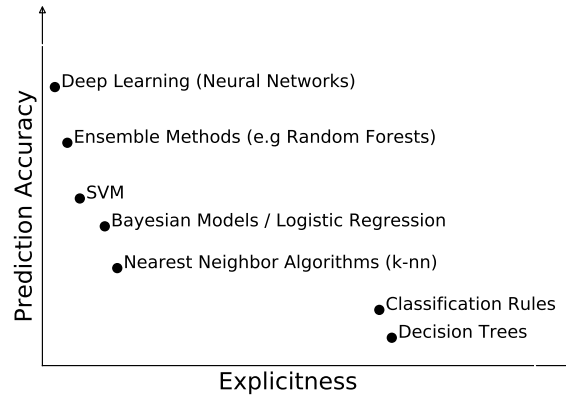 Deep Learning (Neural Networks)
Ensemble Methods (e.g Random Forests)
SVM
Bayesian Models / Logistic Regression
Nearest Neighbor Algorithms (k-nn)
Classification Rules
Decision Trees
Prediction Accuracy
Explicitness